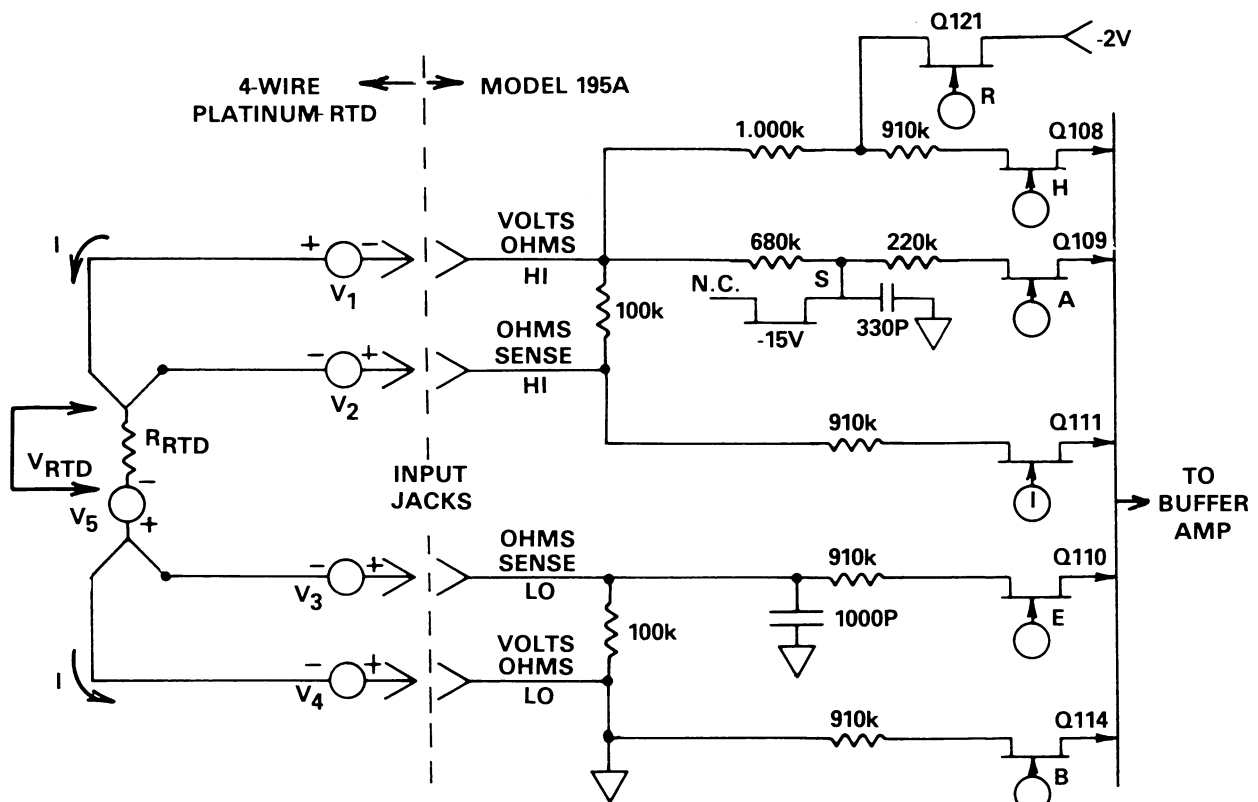 Q121
-2V
R
4-WIRE
PLATINUM-RTD
MODEL 195A
1.000k
910k
Q108
H
I
VOLTS
OHMS
HI
+
-
V1
680k
S
220k
Q109
N.C.
-15V
330P
A
100k
OHMS
SENSE
HI
-
+
V2
RRTD
VRTD
-
V5
+
INPUT
JACKS
910k
Q111
I
TO
BUFFER
AMP
OHMS
SENSE
LO
-
+
V3
910k
Q110
E
1000P
100k
VOLTS
OHMS
LO
I
-
+
V4
910k
Q114
B